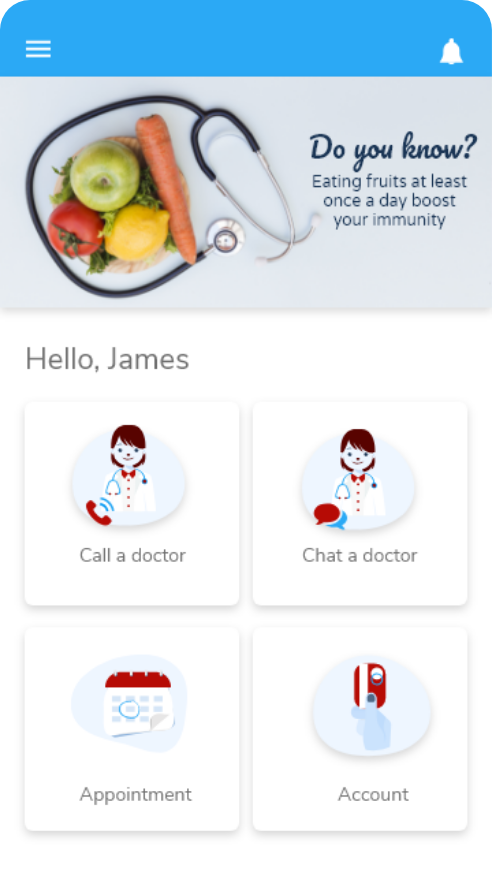 Do you know?
Eating fruits at least
once a day boost
your immunity
Hello, James
Call a doctor
Chat a doctor
Appointment
Account